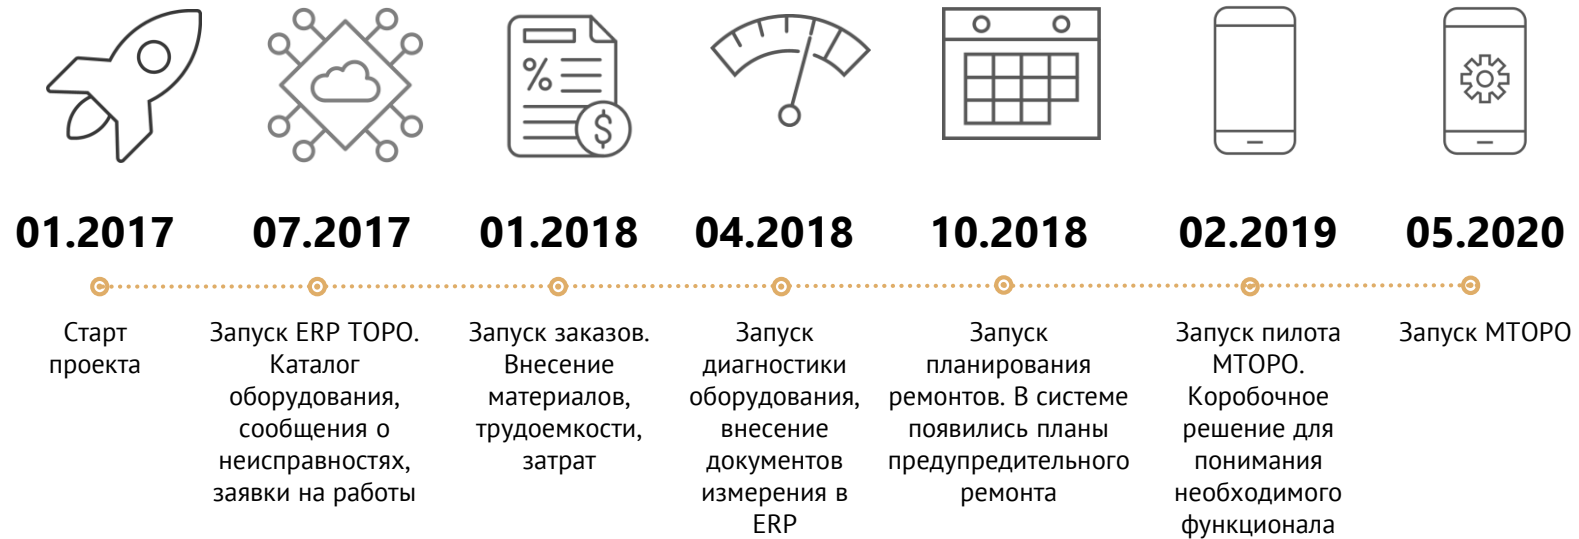 %
$
01.2017
07.2017
01.2018
04.2018
10.2018
02.2019
05.2020
Старт
проекта
Запуск ERP ТОРО.
Каталог
оборудования,
сообщения о
неисправностях,
заявки на работы
Запуск заказов.
Внесение
материалов,
трудоемкости,
затрат
Запуск
диагностики
оборудования,
внесение
документов
измерения в
ERP
Запуск
планирования
ремонтов. В системе
появились планы
предупредительного
ремонта
Запуск пилота
МТОРО.
Коробочное
решение для
понимания
необходимого
функционала
Запуск МТОРО